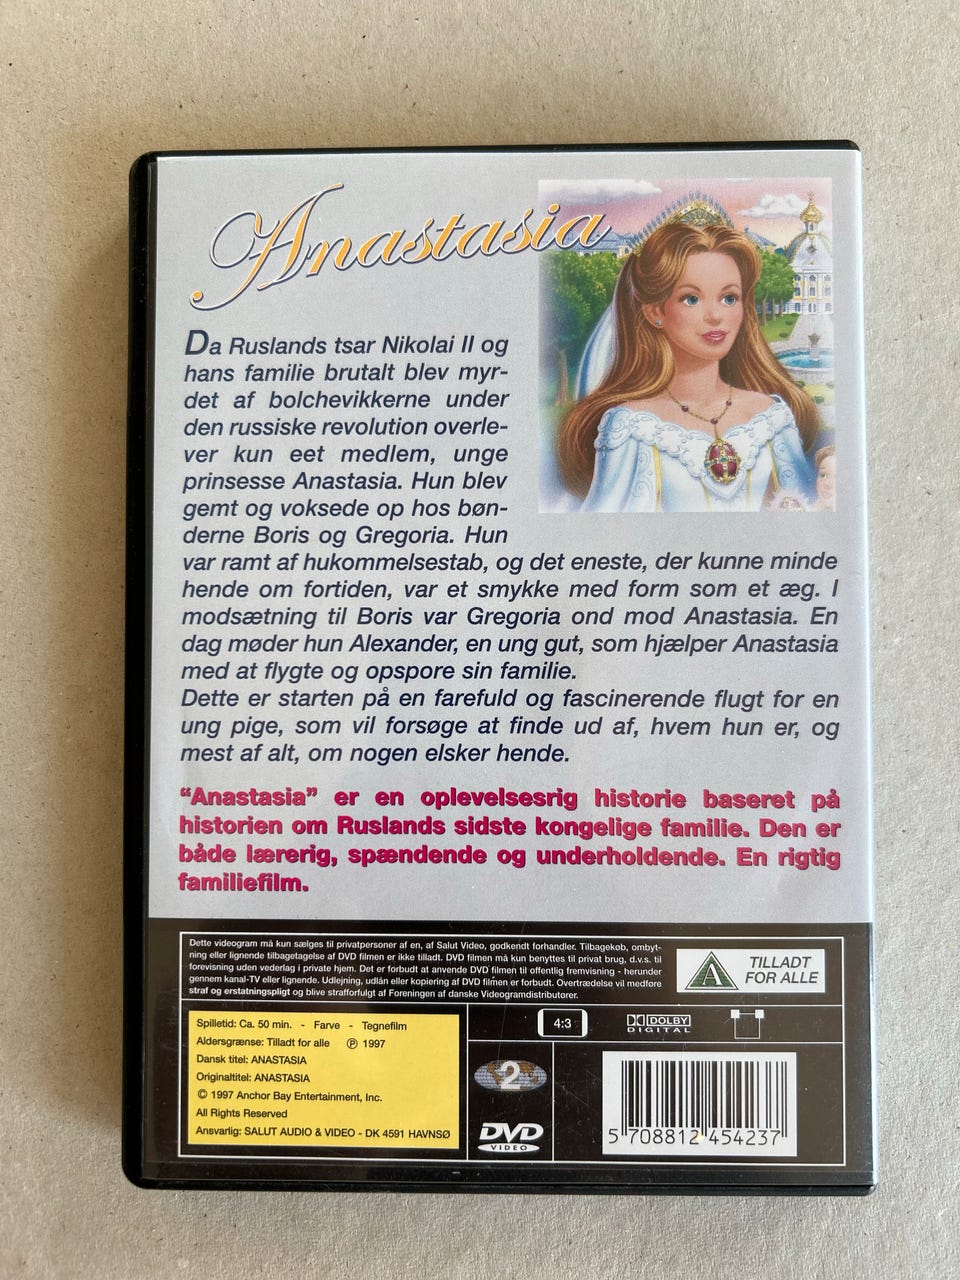 Anastasia
Da Ruslands tsar Nikolai II og
hans familie brutalt blev myr-
det af bolchevikkerne under
den russiske revolution overle-
ver kun eet medlem, unge
prinsesse Anastasia. Hun blev
gemt og voksede op hos bøn-
derne Boris og Gregoria. Hun
var ramt af hukommelsestab, og det eneste, der kunne minde
hende om fortiden, var et smykke med form som et æg. I
modsætning til Boris var Gregoria ond mod Anastasia. En
dag møder hun Alexander, en ung gut, som hjælper Anastasia
med at flygte og opspore sin familie.
Dette er starten på en farefuld og fascinerende flugt for en
ung pige, som vil forsøge at finde ud af, hvem hun er, og
mest af alt, om nogen elsker hende.
“Anastasia” er en oplevelsesrig historie baseret på
historien om Ruslands sidste kongelige familie. Den er
både lærerig, spændende og underholdende. En rigtig
familiefilm.
Dette videogram må kun sælges til privatpersoner af en, af Salut Video, godkendt forhandler. Tilbagekøb, ombyt-
ning eller lignende tilbagetagelse af DVD filmen er ikke tilladt. DVD filmen må kun benyttes til privat brug, d.v.s. til
forevisning uden vederlag i private hjem. Det er forbudt at anvende DVD filmen til offentlig fremvisning - herunder
gennem kanal-TV eller lignende. Udlejning, udlån eller kopiering af DVD filmen er forbudt. Overtrædelse vil medføre
straf og erstatningspligt og blive strafforfulgt af Foreningen af danske Videogramdistributører.
A
TILLADT
FOR ALLE
Spilletid: Ca. 50 min. - Farve - Tegnefilm
Aldersgrænse: Tilladt for alle ℗ 1997
Dansk titel: ANASTASIA
Originaltitel: ANASTASIA
© 1997 Anchor Bay Entertainment, Inc.
All Rights Reserved
Ansvarlig: SALUT AUDIO & VIDEO - DK 4591 HAVNSØ
4:3
DOLBY
DIGITAL
2
DVD
VIDEO
5 708812 454237